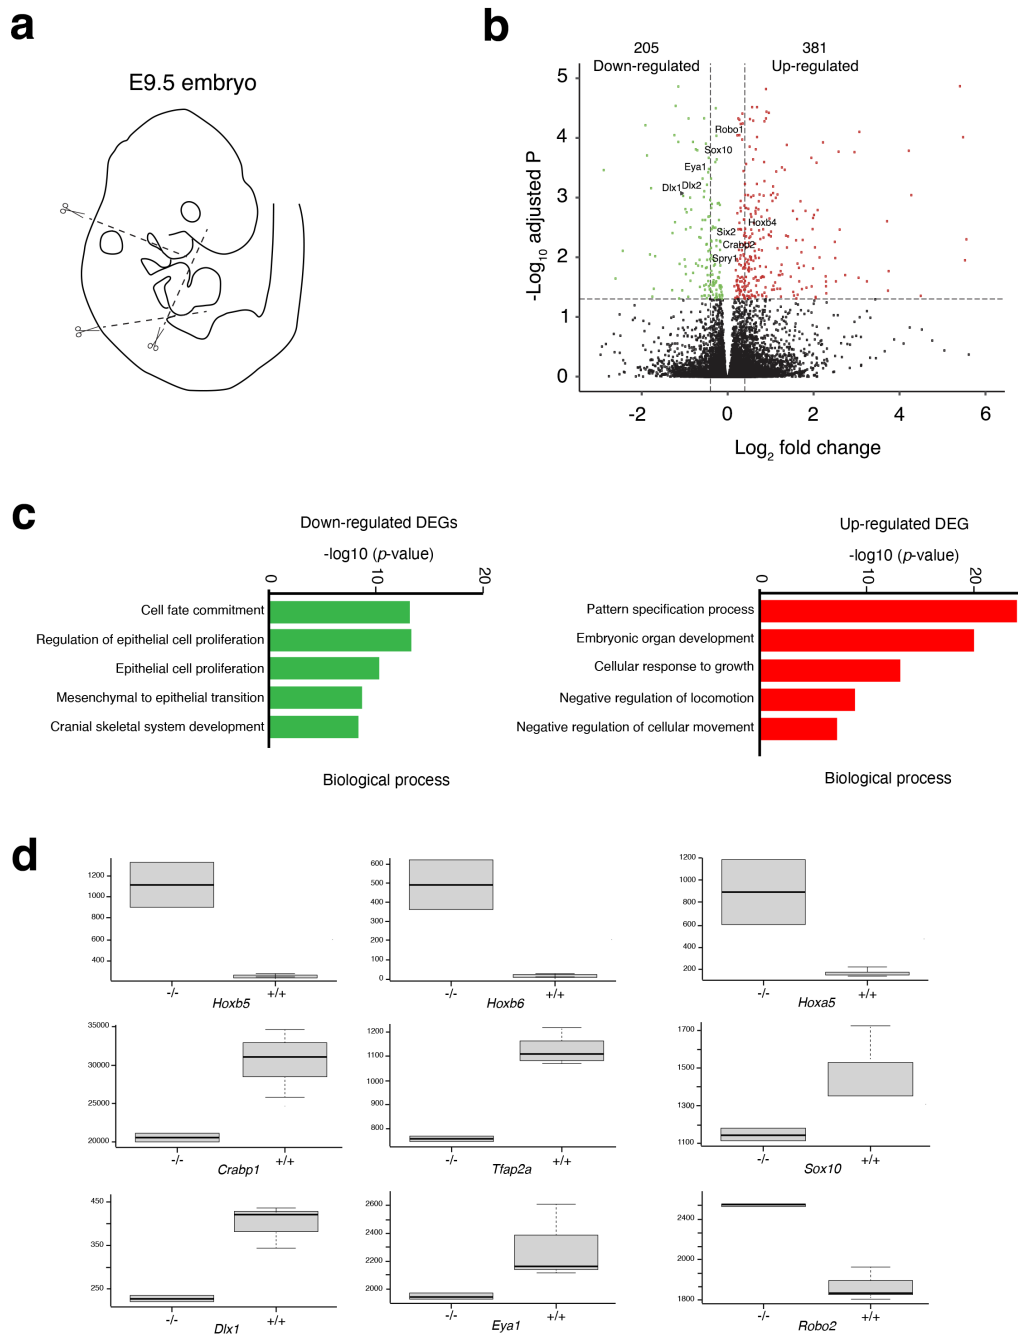 a
E9.5 embryo
b
205
Down-regulated
381
Up-regulated
5
4
3
2
1
0
-Log10 adjusted P
Robo1
Sox10
Eya1
Dlx1
Dlx2
Hoxb4
Six2
Crabp2
Spry1
-2
0
2
4
6
Log2 fold change
c
Down-regulated DEGs
-log10 (p-value)
0
10
20
Cell fate commitment
Regulation of epithelial cell proliferation
Epithelial cell proliferation
Mesenchymal to epithelial transition
Cranial skeletal system development
Biological process
Up-regulated DEG
-log10 (p-value)
0
10
20
Pattern specification process
Embryonic organ development
Cellular response to growth
Negative regulation of locomotion
Negative regulation of cellular movement
Biological process
d
1200
1000
800
600
400
-/-
+/+
Hoxb5
600
500
400
300
200
100
0
-/-
+/+
Hoxb6
1200
1000
800
600
400
200
-/-
+/+
Hoxa5
35000
30000
25000
20000
-/-
+/+
Crabp1
1200
1100
1000
900
800
-/-
+/+
Tfap2a
1700
1500
1300
1100
-/-
+/+
Sox10
450
350
250
-/-
+/+
Dlx1
2600
2400
2200
2000
-/-
+/+
Eya1
2400
2000
1800
-/-
+/+
Robo2